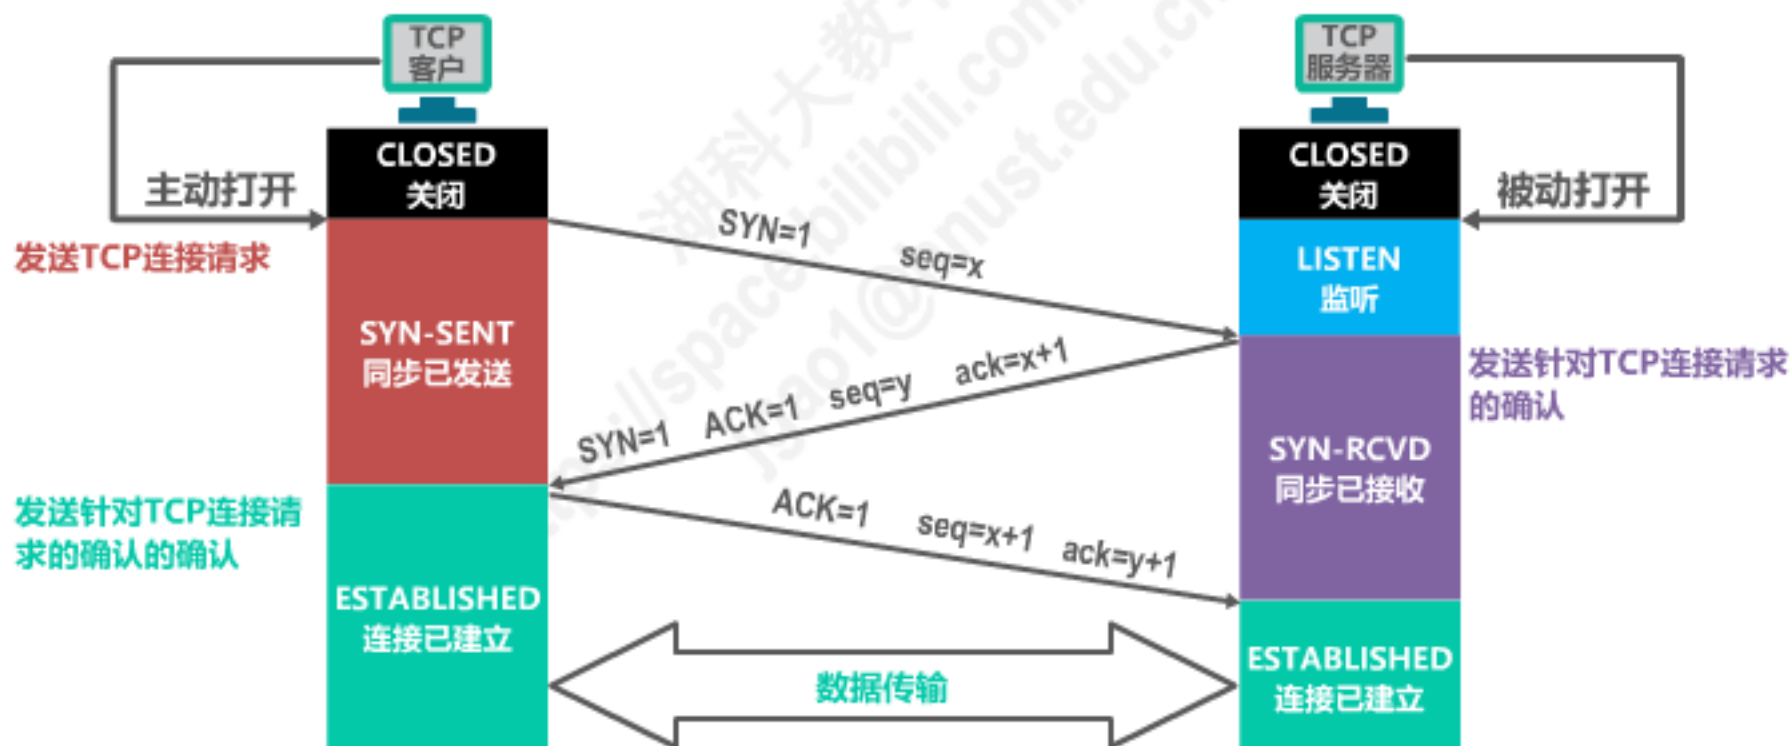 TCP
客户
TCP
服务器
CLOSED
关闭
CLOSED
关闭
主动打开
被动打开
发送TCP连接请求
SYN=1 seq=x
LISTEN
监听
SYN-SENT
同步已发送
SYN=1 ACK=1 seq=y ack=x+1
发送针对TCP连接请求
的确认
SYN-RCVD
同步已接收
发送针对TCP连接请
求的确认的确认
ACK=1 seq=x+1 ack=y+1
ESTABLISHED
连接已建立
数据传输
ESTABLISHED
连接已建立
湖科大教书